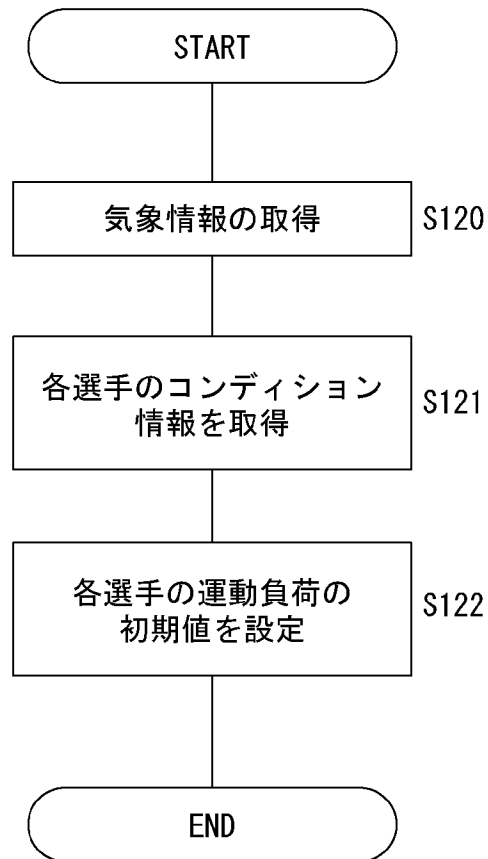 START
気象情報の取得
S120
各選手のコンディション
情報を取得
S121
各選手の運動負荷の
初期値を設定
S122
END